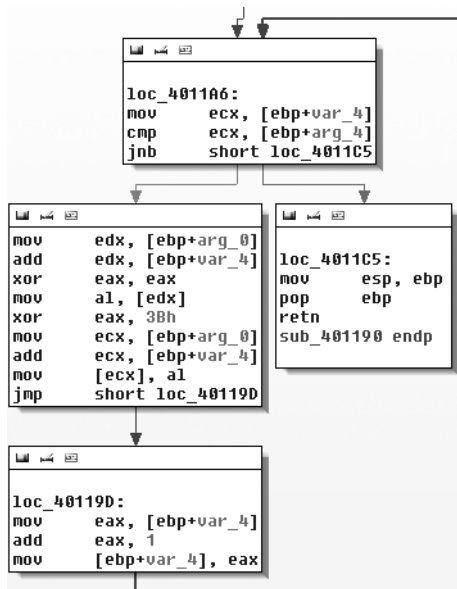 loc_4011A6:
mov ecx, [ebp+var_4]
cmp ecx, [ebp+arg_4]
jnb short loc_4011C5
mov edx, [ebp+arg_0]
add edx, [ebp+var_4]
xor eax, eax
mov al, [edx]
xor eax, 3Bh
mov ecx, [ebp+arg_0]
add ecx, [ebp+var_4]
mov [ecx], al
jmp short loc_40119D
loc_4011C5:
mov esp, ebp
pop ebp
retn
sub_401190 endp
loc_40119D:
mov eax, [ebp+var_4]
add eax, 1
mov [ebp+var_4], eax